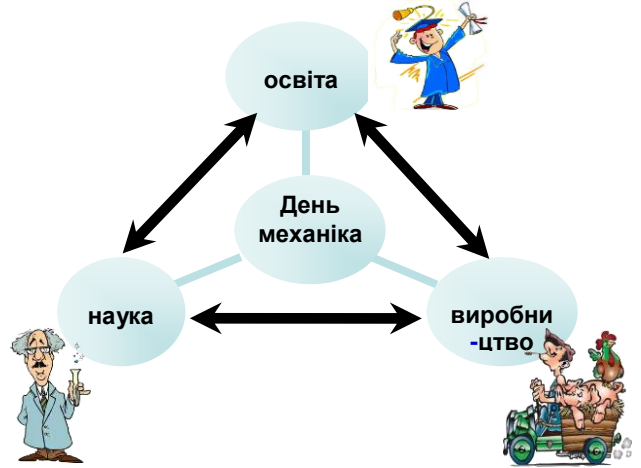 освіта
День
механіка
наука
виробни
-цтво